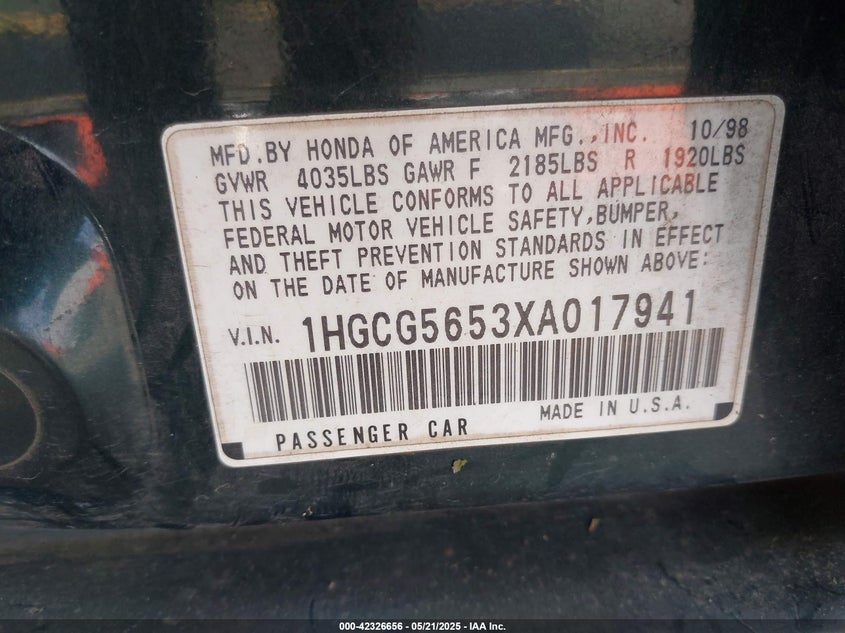 MFD.BY HONDA OF AMERICA MFG.,INC. 10/98
GVWR 4035LBS GAWR F 2185LBS R 1920LBS
THIS VEHICLE CONFORMS TO ALL APPLICABLE
FEDERAL MOTOR VEHICLE SAFETY,BUMPER,
AND THEFT PREVENTION STANDARDS IN EFFECT
ON THE DATE OF MANUFACTURE SHOWN ABOVE:
V.I.N. 1HGCG5653XA017941
PASSENGER CAR MADE IN U.S.A.
000-42326656 - 05/21/2025 - IAA Inc.